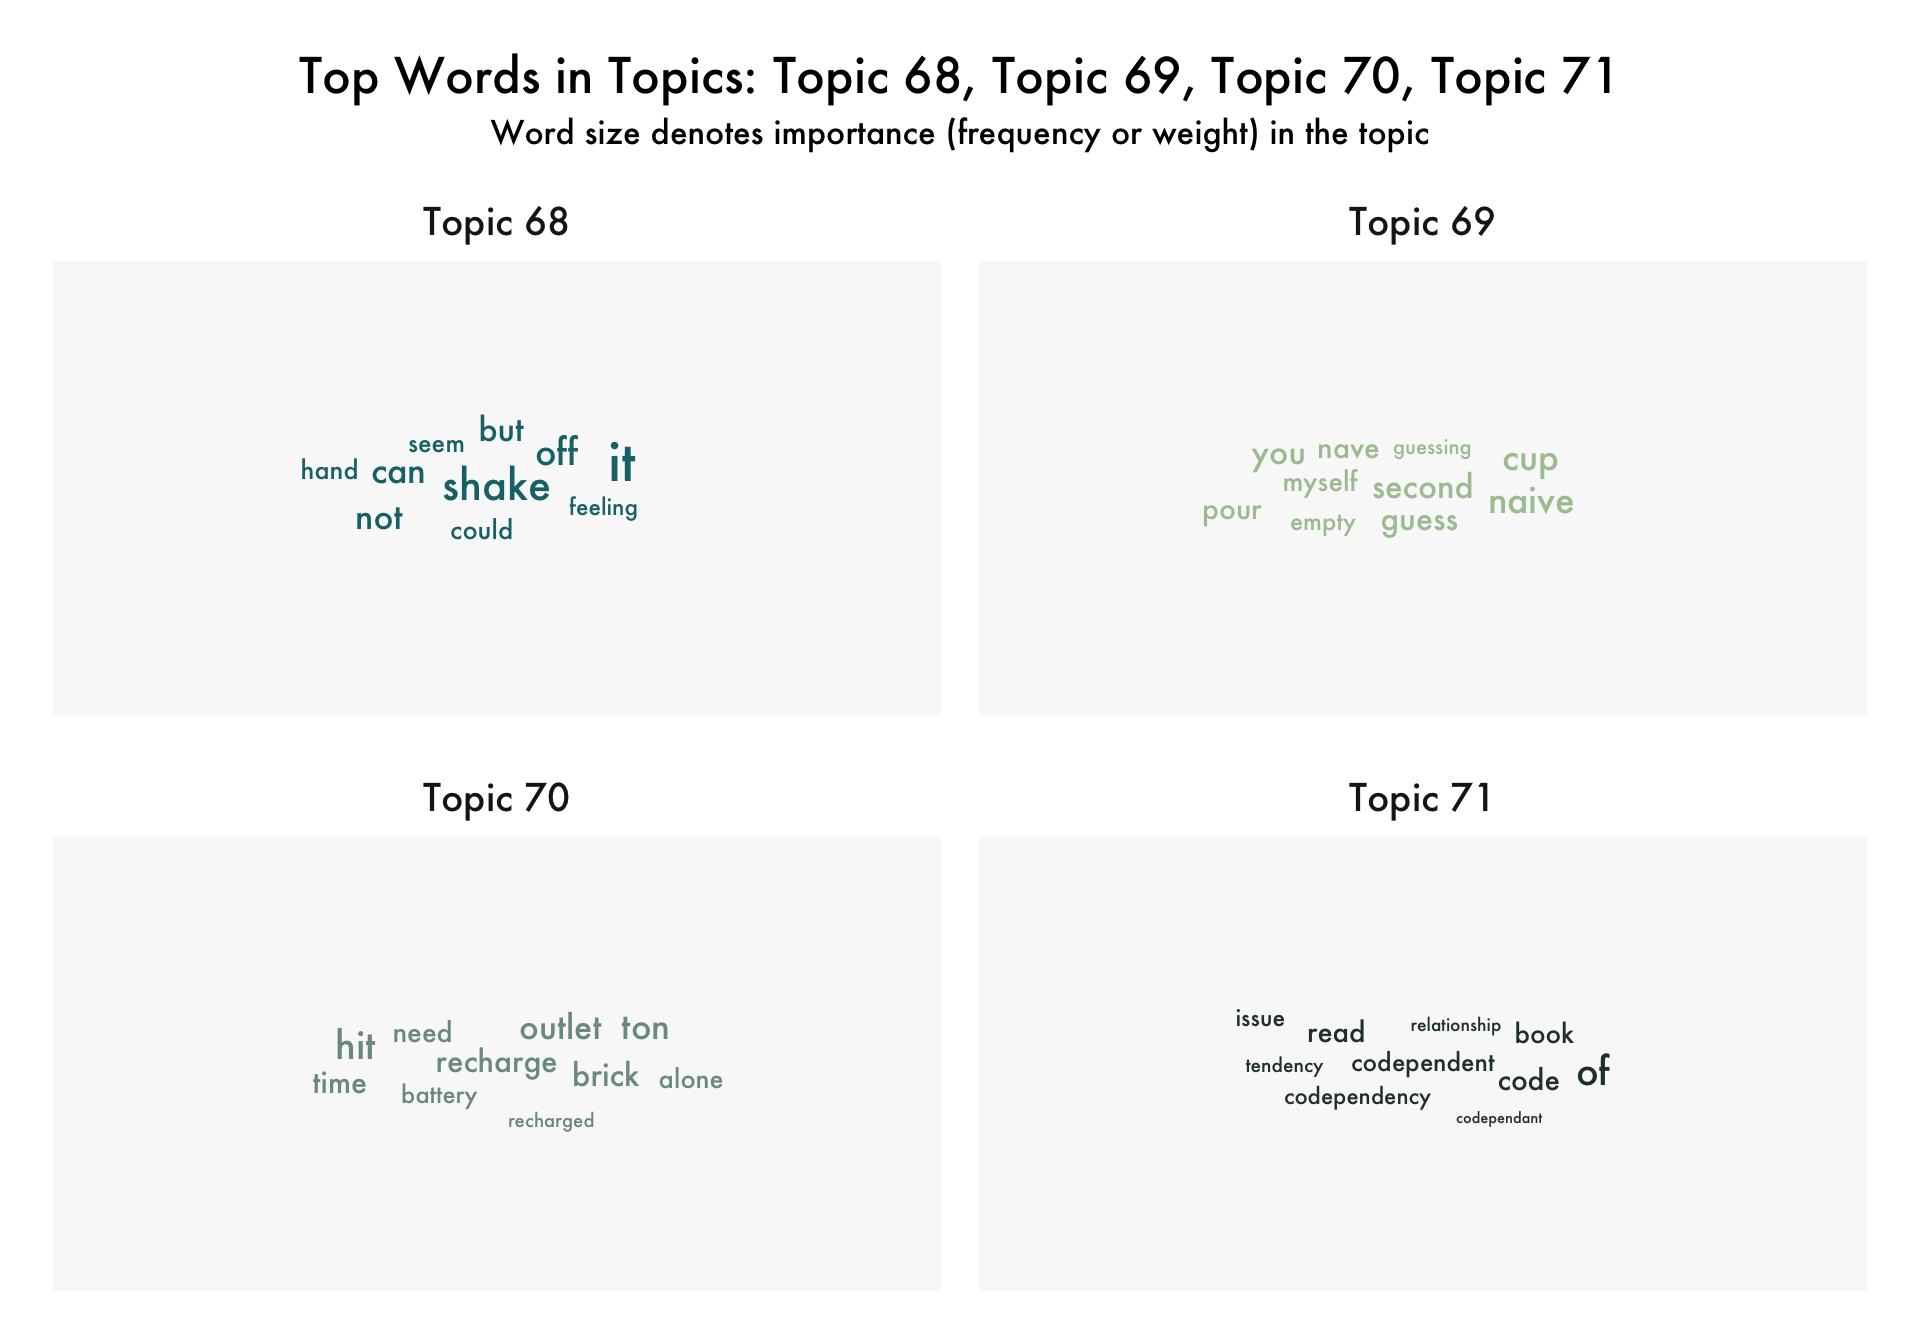 Top Words in Topics: Topic 68, Topic 69, Topic 70, Topic 71
Word size denotes importance (frequency or weight) in the topic
Topic 68
but
seem
off
it
hand
can
shake
feeling
not
could
Topic 69
you
nave
guessing
cup
myself
second
naive
pour
empty
guess
Topic 70
hit
need
outlet
ton
recharge
time
brick
alone
battery
recharged
Topic 71
issue
read
relationship
book
tendency
codependent
code
of
codependency
codependant